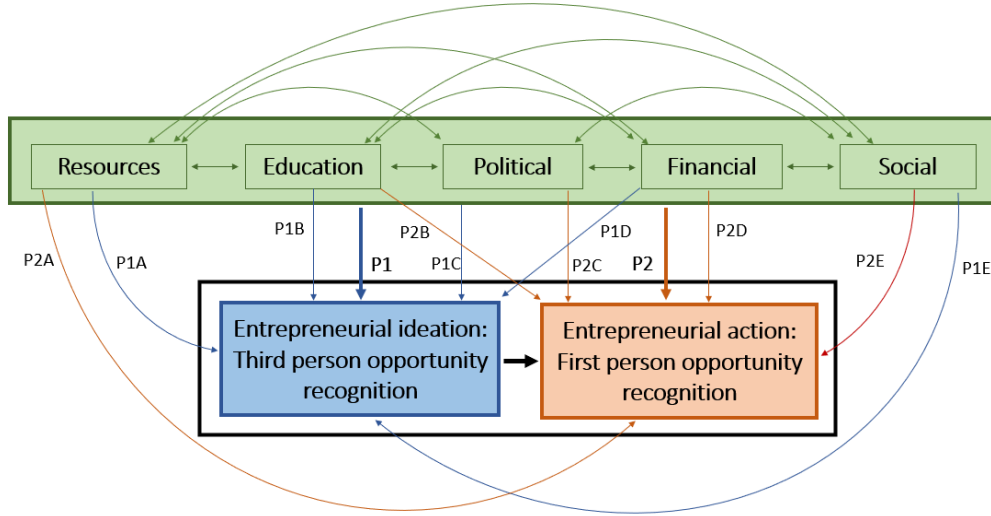 Resources
Education
Political
Financial
Social
P1B
P2B
P1D
P2D
P2A
P1A
P1
P1C
P2C
P2
P2E
P1E
Entrepreneurial ideation:
Third person opportunity
recognition
Entrepreneurial action:
First person opportunity
recognition